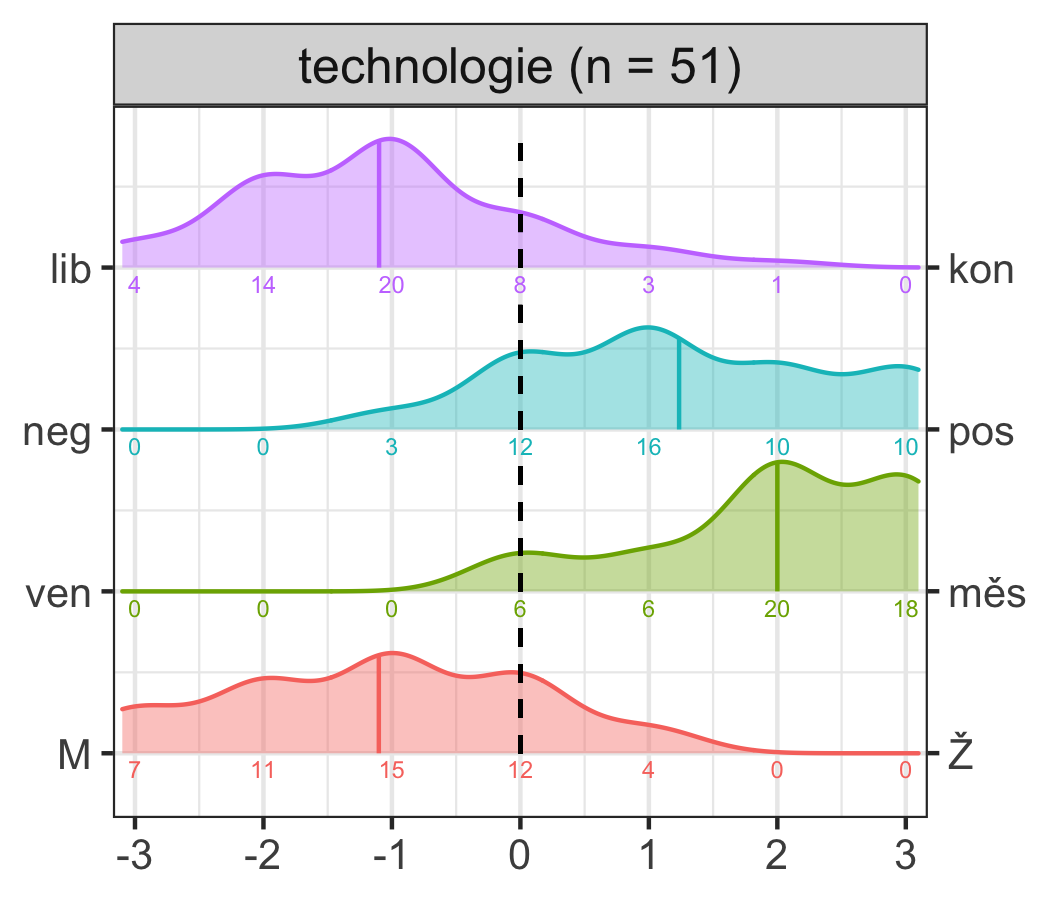 technologie (n = 51)
lib kon
4 14 20 8 3 1 0
neg pos
0 0 3 12 16 10 10
ven měs
0 0 0 6 6 20 18
M Ž
7 11 15 12 4 0 0
-3 -2 -1 0 1 2 3